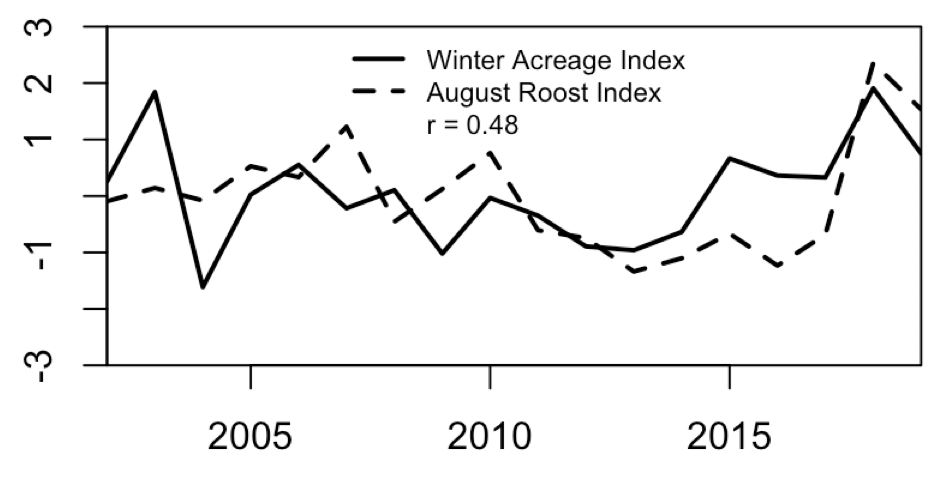 3
2
1
-1
-3
Winter Acreage Index
August Roost Index
r = 0.48
2005
2010
2015